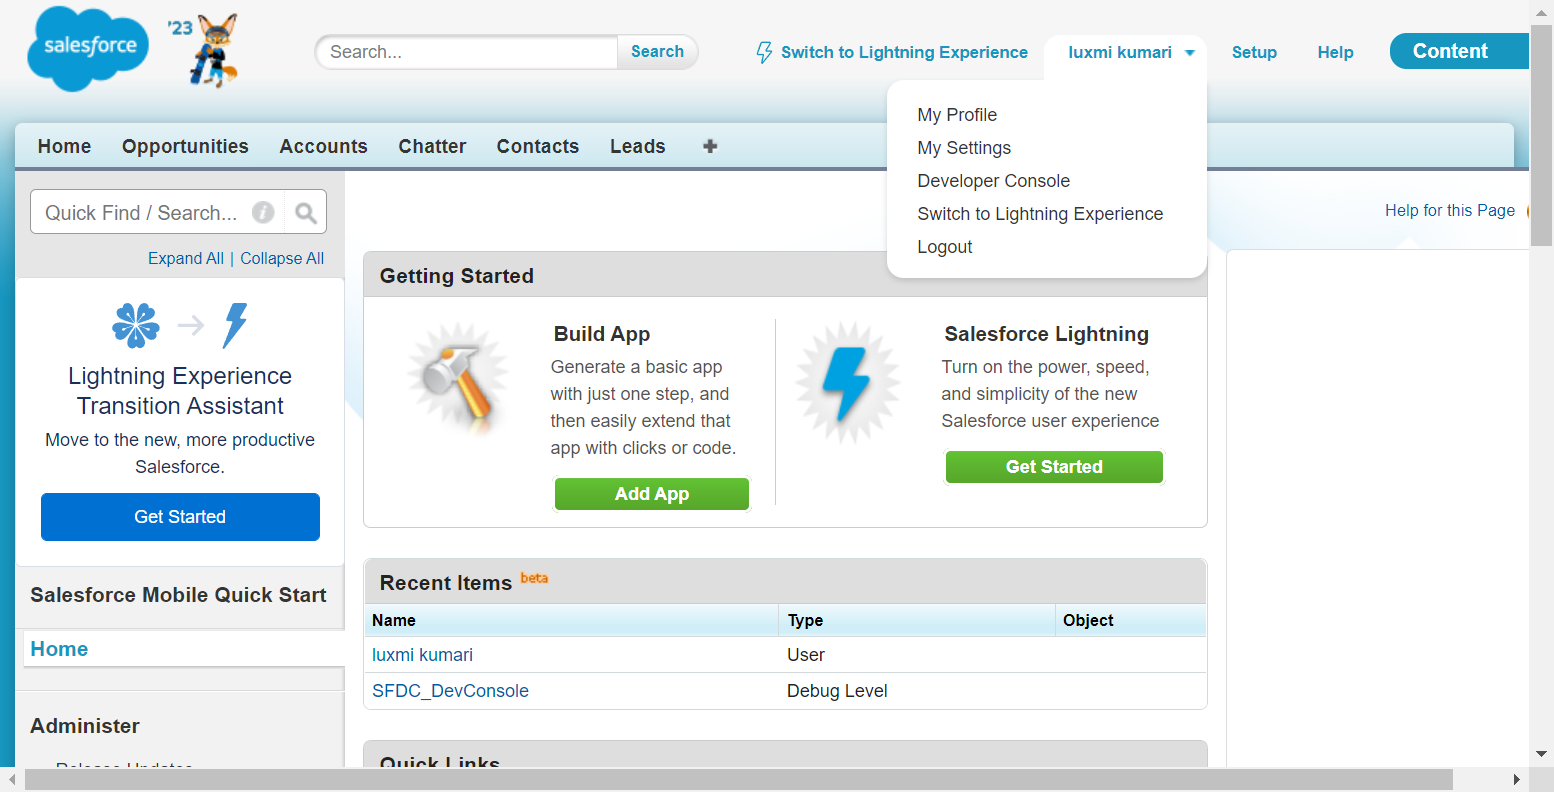 salesforce
'23
Search...
Search
Switch to Lightning Experience
luxmi kumari
Setup
Help
Content
My Profile
My Settings
Developer Console
Switch to Lightning Experience
Logout
Home
Opportunities
Accounts
Chatter
Contacts
Leads
Quick Find / Search...
Expand All | Collapse All
Help for this Page
Lightning Experience
Transition Assistant
Move to the new, more productive
Salesforce.
Get Started
Salesforce Mobile Quick Start
Home
Administer
Release Updates
Getting Started
Build App
Generate a basic app
with just one step, and
then easily extend that
app with clicks or code.
Add App
Salesforce Lightning
Turn on the power, speed,
and simplicity of the new
Salesforce user experience
Get Started
Recent Items beta
Name Type Object
luxmi kumari User
SFDC_DevConsole Debug Level
Quick Links